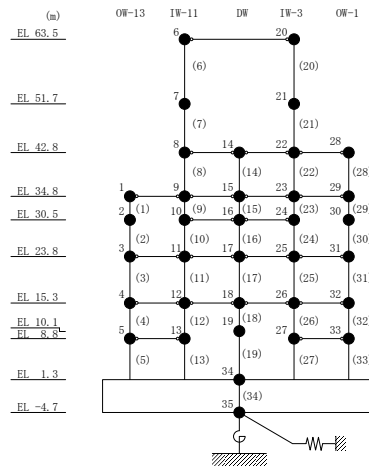 (m) OW-13 IW-11 DW IW-3 OW-1
EL 63.5 6 20
(6) (20)
EL 51.7 7 21
(7) (21)
EL 42.8 8 14 22 28
(8) (14) (22) (28)
EL 34.8 1 9 15 23 29
(1) (9) (15) (23) (29)
EL 30.5 2 10 16 24 30
(2) (10) (16) (24) (30)
EL 23.8 3 11 17 25 31
(3) (11) (17) (25) (31)
EL 15.3 4 12 18 26 32
(4) (12) (18) (26) (32)
EL 10.1 19
EL 8.8 5 13 27 33
(5) (13) (19) (27) (33)
EL 1.3 34
(34)
EL -4.7 35